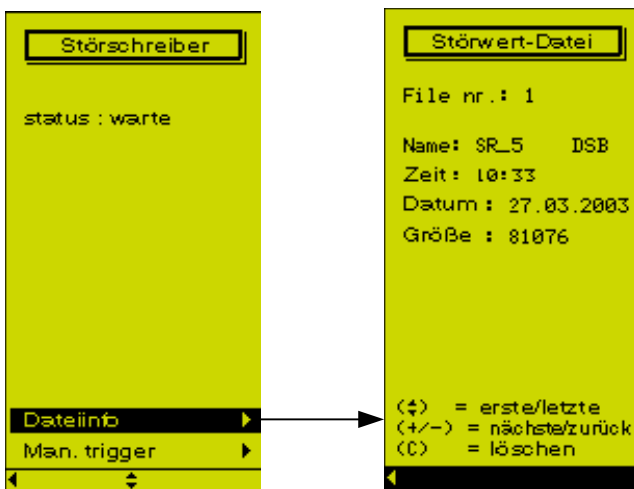 Störschreiber
status : warte
Dateiinfo
Man. trigger
Störwert-Datei
File nr.: 1
Name: SR_5 DSB
Zeit: 10:33
Datum : 27.03.2003
Größe : 81076
(⬍) = erste/letzte
(+/-) = nächste/zurück
(C) = löschen